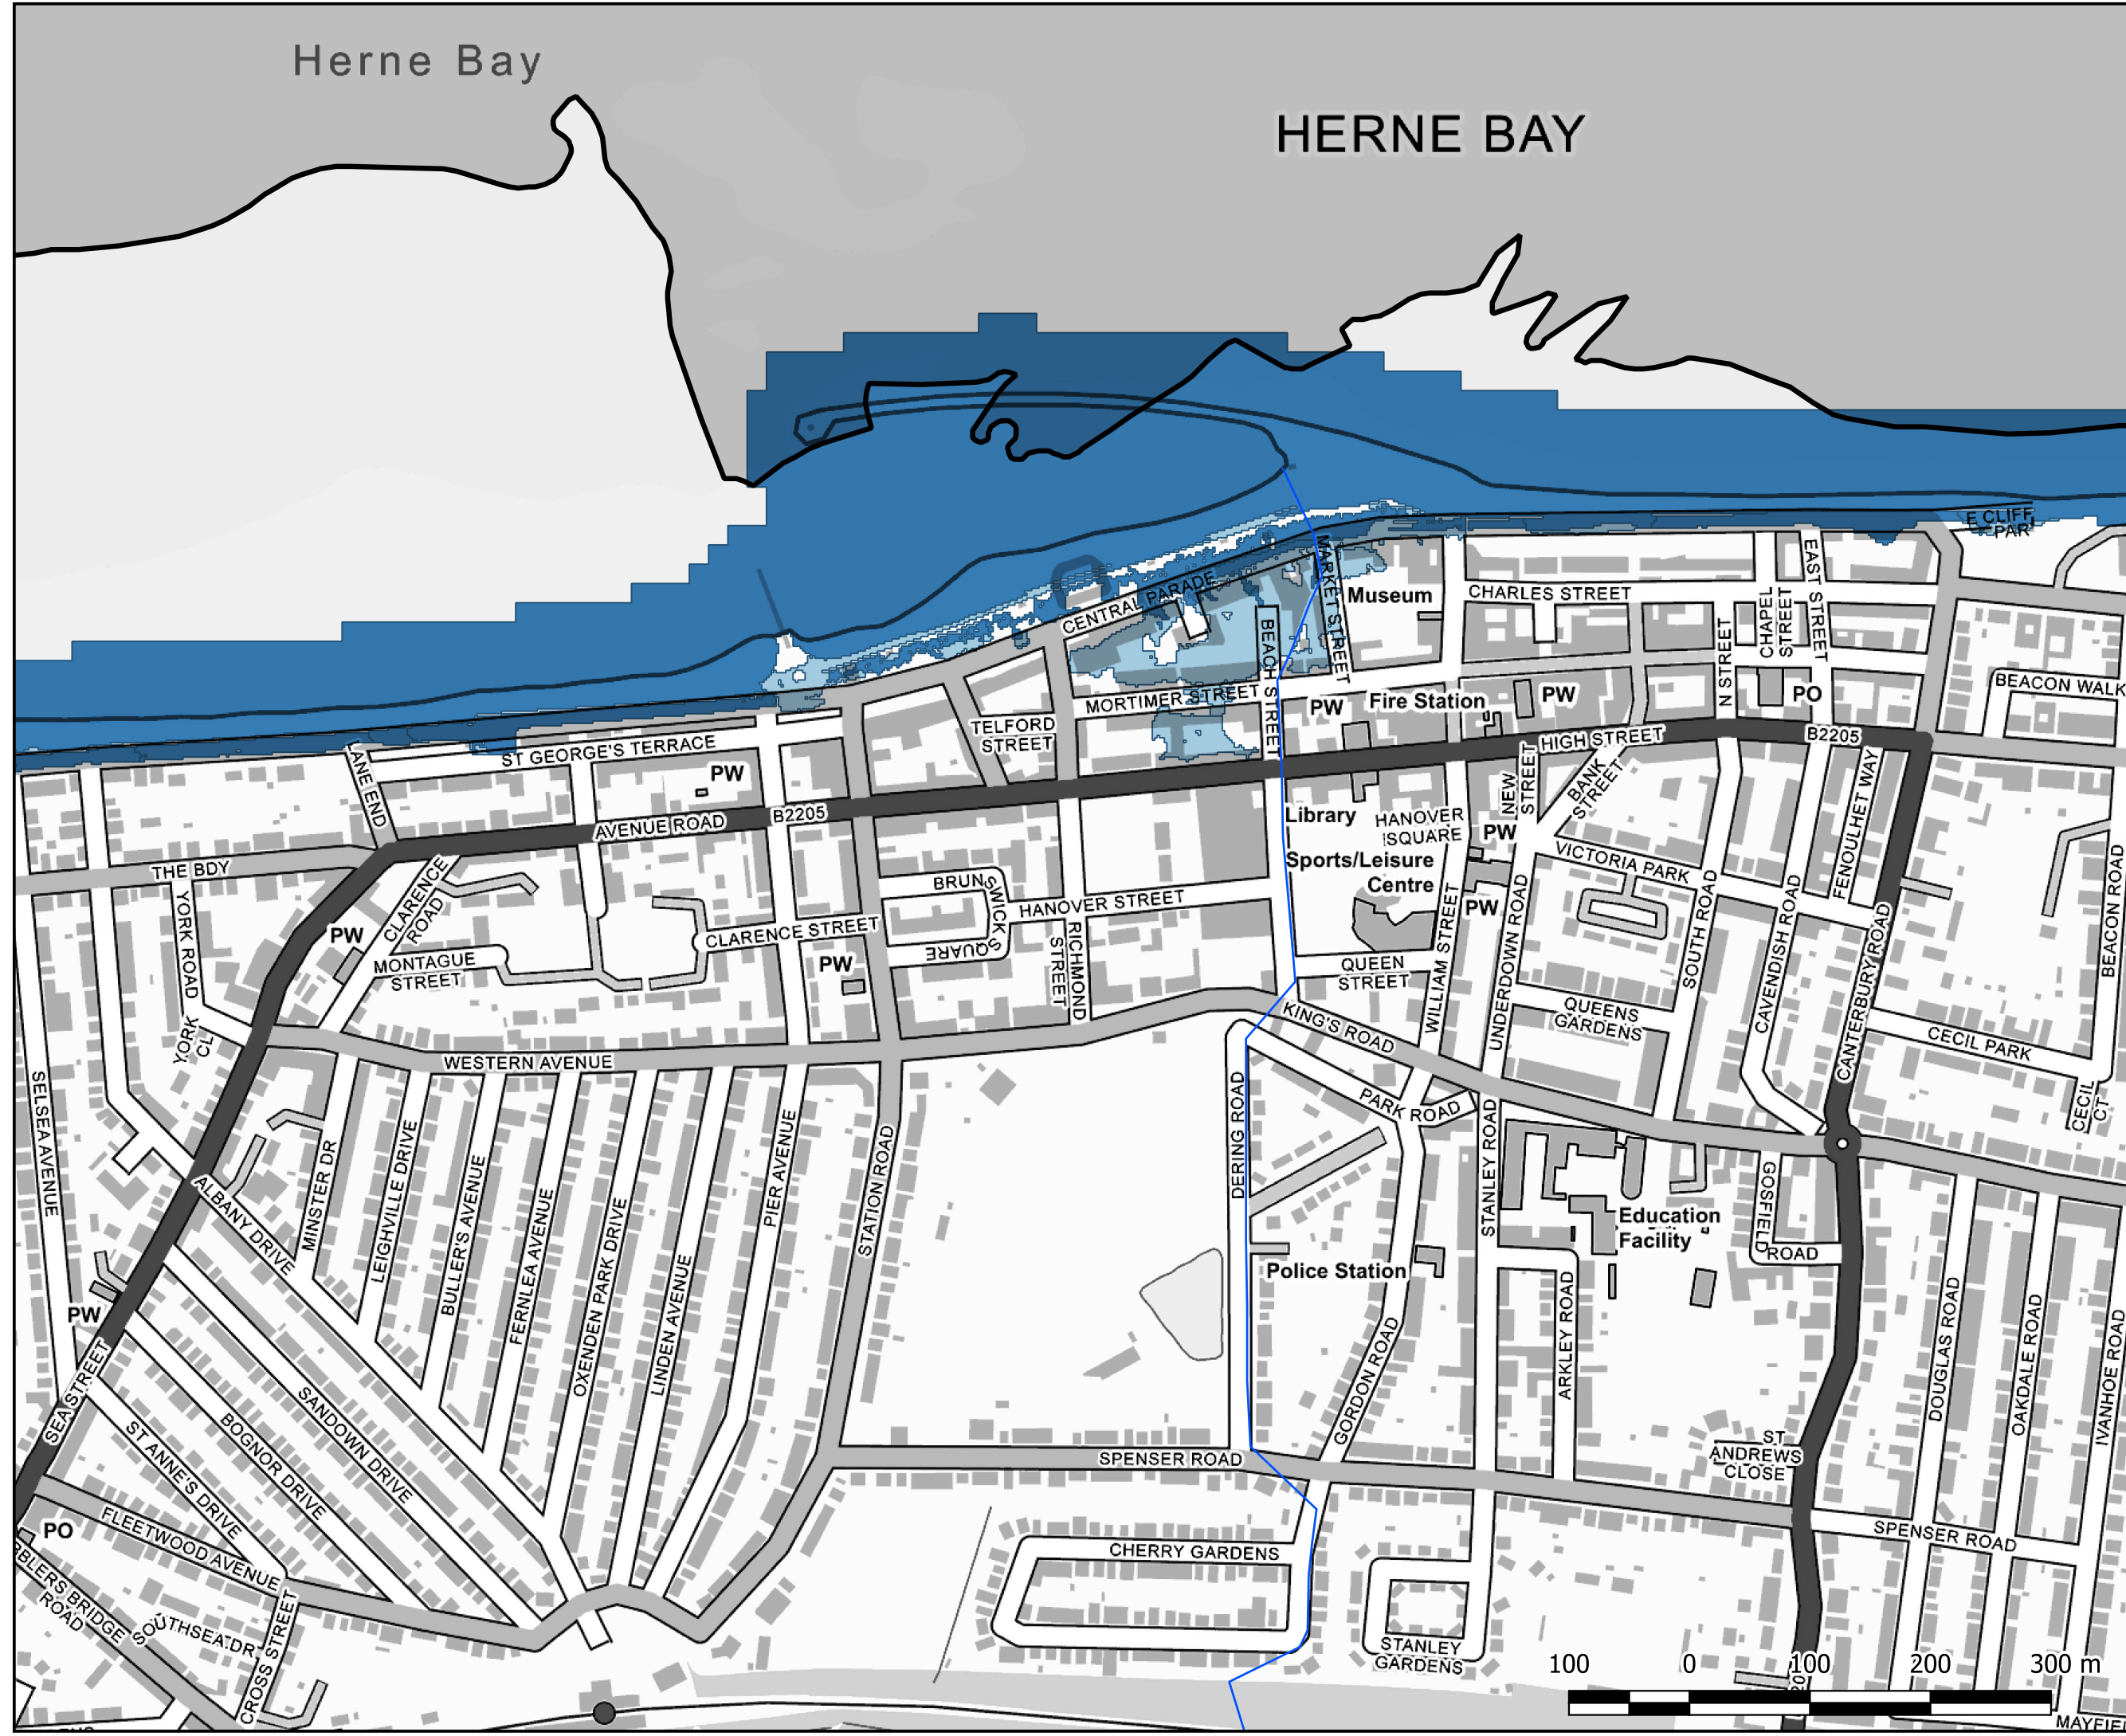 Herne Bay
HERNE BAY
E CLIFF
PAR
MARKET STREET
CENTRAL PARADE
Museum
CHARLES STREET
CHAPEL
STREET
EAST STREET
BEACH STREET
N STREET
MORTIMER STREET
BEACON WALK
PW
Fire Station
PW
PO
TELFORD
STREET
HIGH STREET
B2205
ST GEORGE'S TERRACE
LANE END
PW
NEW
STREET
BANK
STREET
FENOULHET WAY
AVENUE ROAD
B2205
Library
HANOVER
SQUARE
PW
THE BDY
Sports/Leisure
Centre
VICTORIA PARK
BEACON ROAD
CLARENCE
ROAD
BRUN
SWICK
SQUARE
HANOVER STREET
YORK ROAD
PW
CLARENCE STREET
PW
WILLIAM STREET
UNDERDOWN ROAD
SOUTH ROAD
CAVENDISH ROAD
CANTERBURY ROAD
MONTAGUE
STREET
PW
RICHMOND
STREET
QUEEN
STREET
QUEENS
GARDENS
YORK
CL
KING'S ROAD
CECIL PARK
WESTERN AVENUE
SELSEA AVENUE
PARK ROAD
CECIL
CT
DERING ROAD
STANLEY ROAD
MINSTER DR
LEIGHVILLE DRIVE
BULLER'S AVENUE
FERNLEA AVENUE
OXENDEN PARK DRIVE
LINDEN AVENUE
PIER AVENUE
STATION ROAD
ALBANY DRIVE
Education
Facility
GOSFIELD
ROAD
Police Station
PW
ARKLEY ROAD
GORDON ROAD
DOUGLAS ROAD
OAKDALE ROAD
IVANHOE ROAD
SEA STREET
SANDOWN DRIVE
BOGNOR DRIVE
ST ANNE'S DRIVE
SPENSER ROAD
ST
ANDREWS
CLOSE
PO
FLEETWOOD AVENUE
SPENSER ROAD
CHERRY GARDENS
BBLERS BRIDGE
ROAD
SOUTHSEA DR
CROSS STREET
STANLEY
GARDENS
100 0 100 200 300 m
MAYFIE